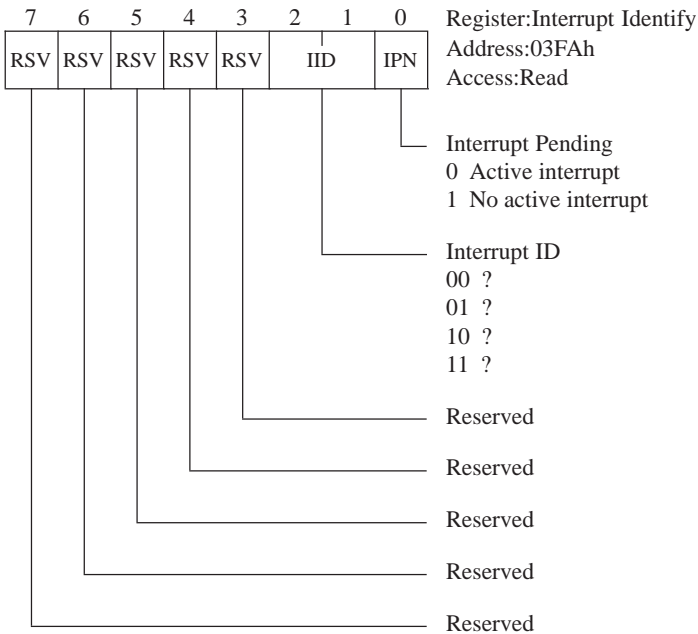 7 6 5 4 3 2 1 0
RSV RSV RSV RSV RSV IID IPN
Register:Interrupt Identify
Address:03FAh
Access:Read
Interrupt Pending
0 Active interrupt
1 No active interrupt
Interrupt ID
00 ?
01 ?
10 ?
11 ?
Reserved
Reserved
Reserved
Reserved
Reserved